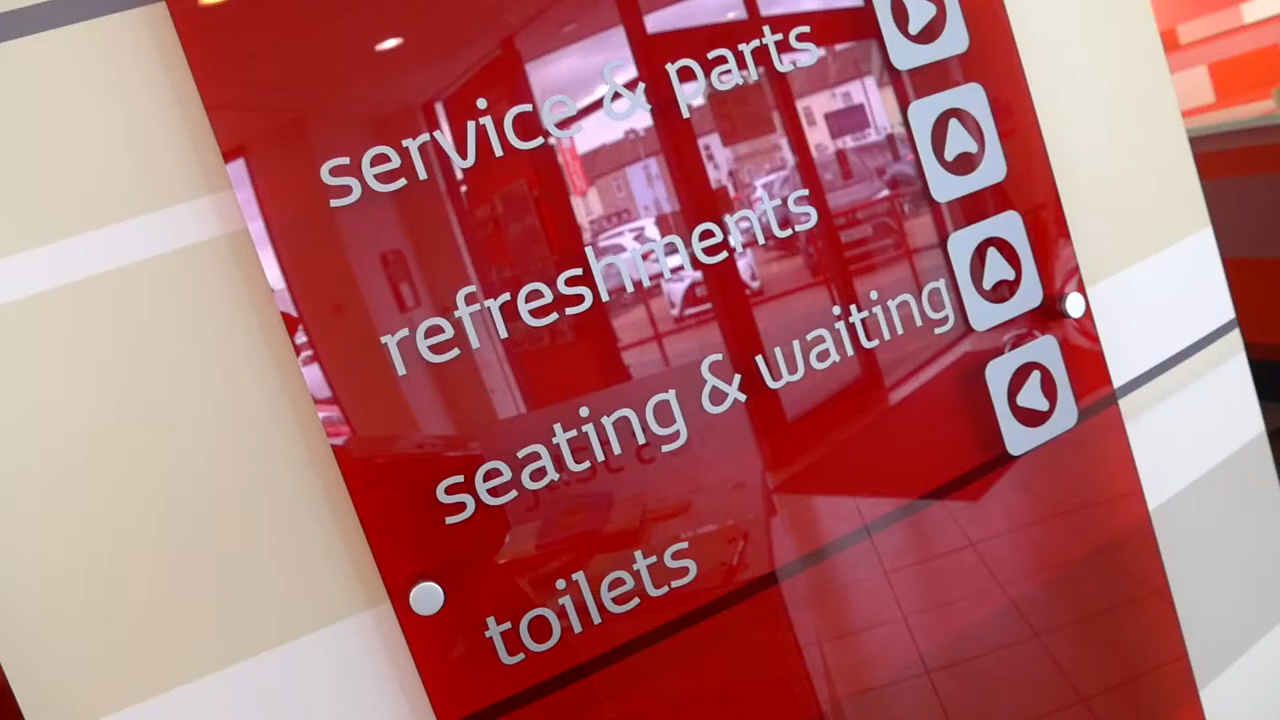 service & parts
refreshments
seating & waiting
toilets